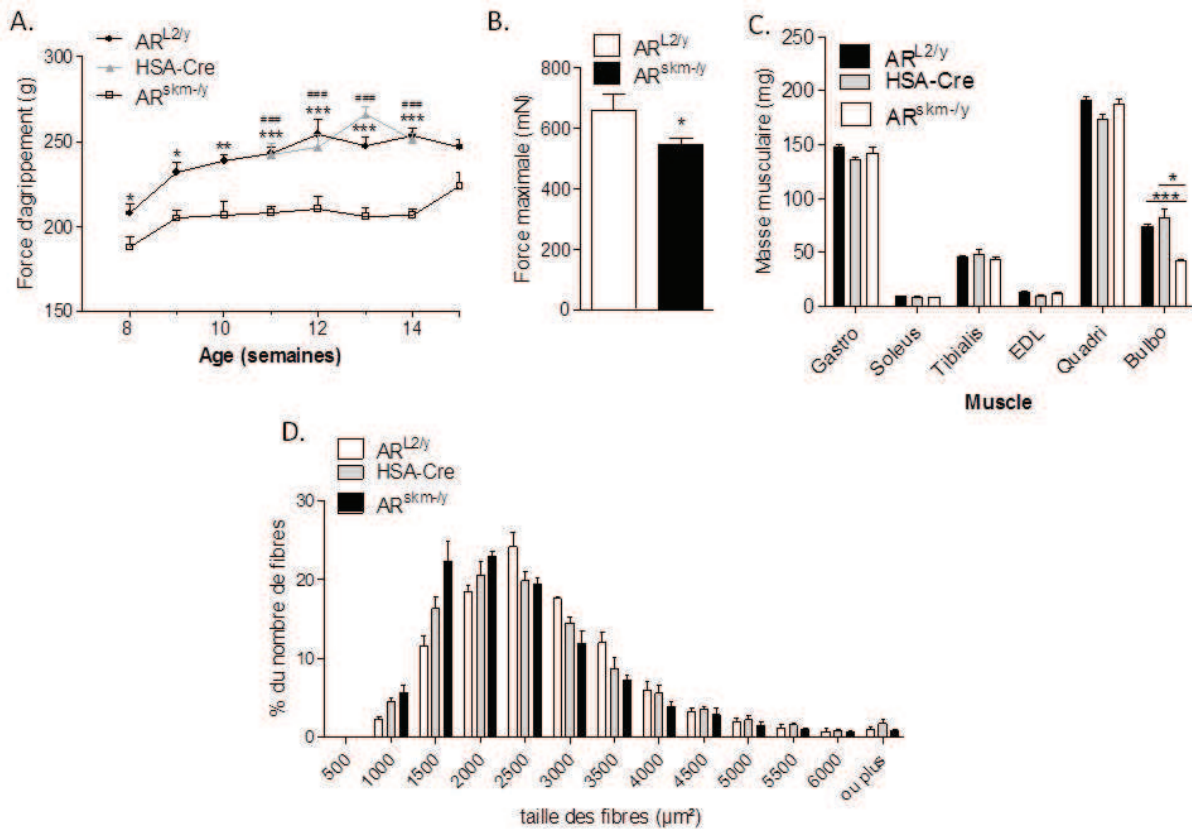 A.
AR^L2/y
HSA-Cre
AR^skm-/y
Force d'agrippement (g)
300
250
200
150
*
*
**
###
***
###
***
###
***
###
***
8
10
12
14
Age (semaines)
B.
AR^L2/y
AR^skm-/y
Force maximale (mN)
800
600
400
200
0
*
C.
AR^L2/y
HSA-Cre
AR^skm-/y
Masse musculaire (mg)
250
200
150
100
50
0
*
***
Gastro
Soleus
Tibialis
EDL
Quadri
Bulbo
Muscle
D.
AR^L2/y
HSA-Cre
AR^skm-/y
% du nombre de fibres
30
20
10
0
500
1000
1500
2000
2500
3000
3500
4000
4500
5000
5500
6000
ou plus
taille des fibres (µm²)